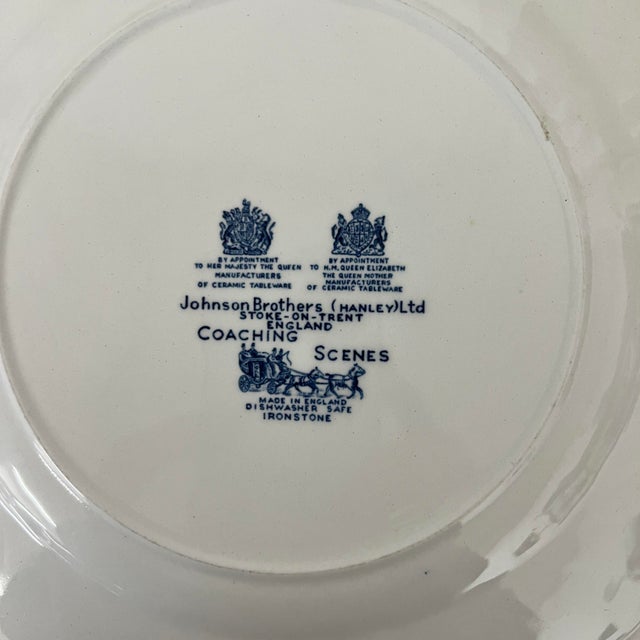 BY APPOINTMENT
TO HER MAJESTY THE QUEEN
MANUFACTURERS
OF CERAMIC TABLEWARE
BY APPOINTMENT
TO H.M. QUEEN ELIZABETH
THE QUEEN MOTHER
MANUFACTURERS
OF CERAMIC TABLEWARE
Johnson Brothers (HANLEY) Ltd
STOKE-ON-TRENT
ENGLAND
COACHING
SCENES
MADE IN ENGLAND
DISHWASHER SAFE
IRONSTONE